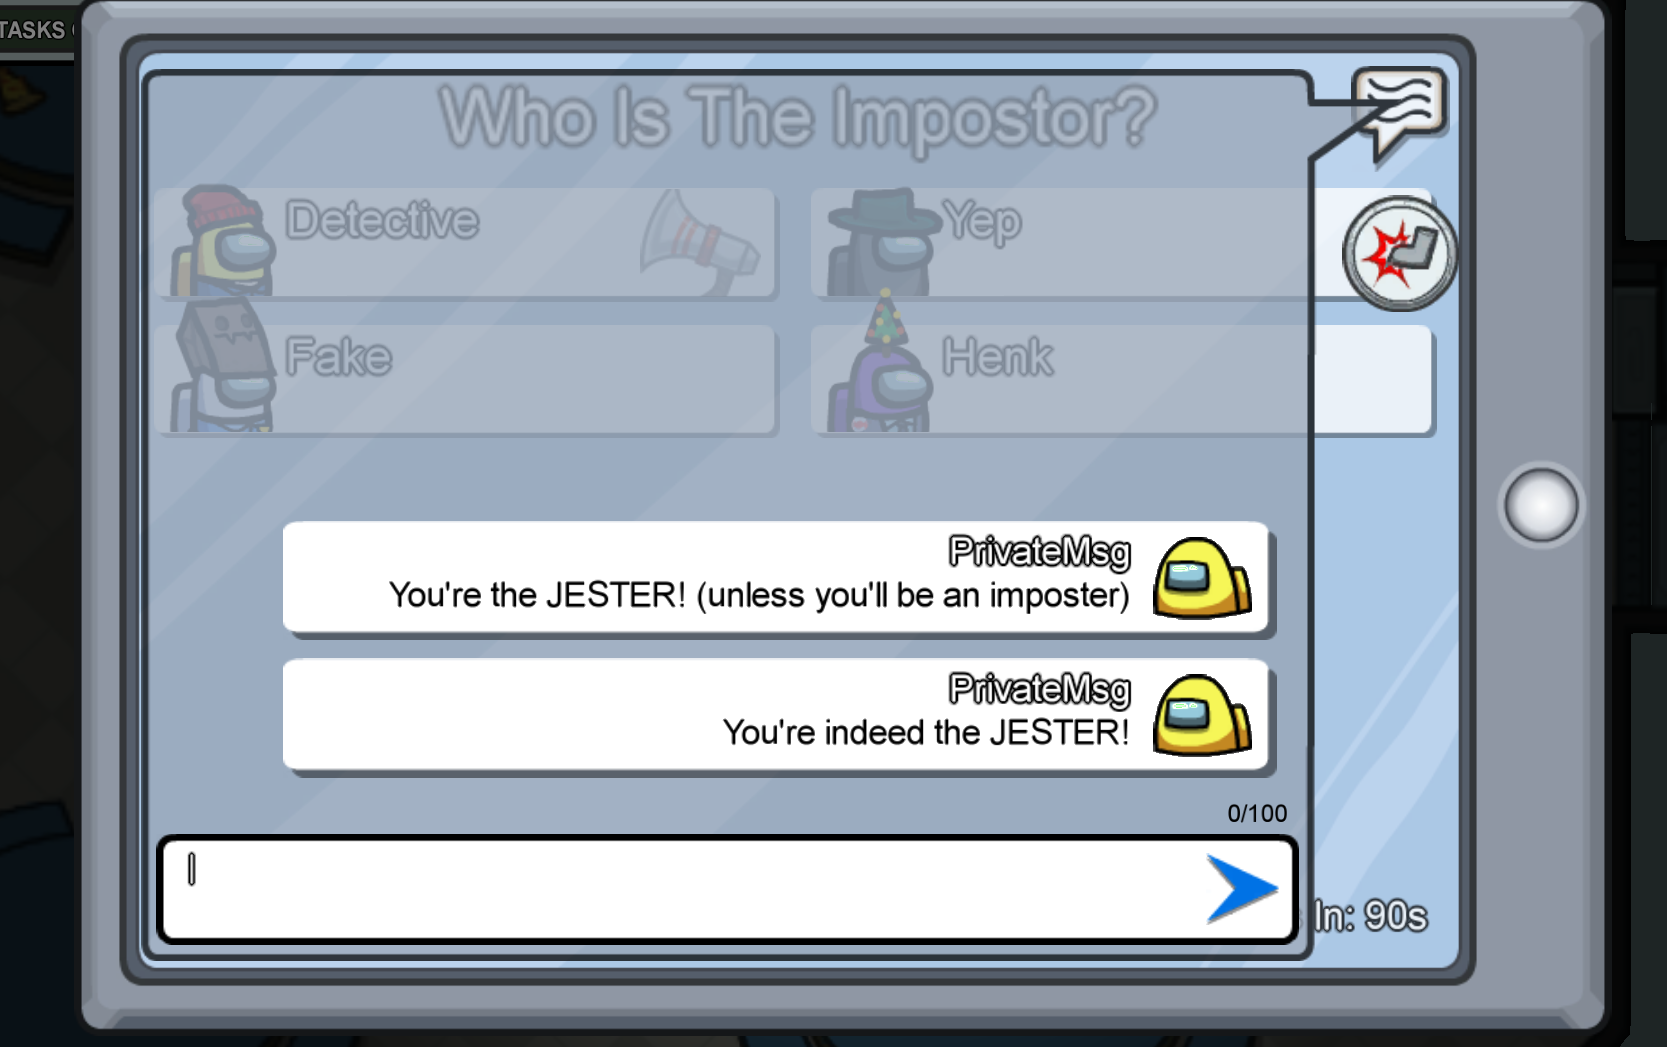 TASKS
Who Is The Impostor?
Detective
Yep
Fake
Henk
PrivateMsg
You're the JESTER! (unless you'll be an imposter)
PrivateMsg
You're indeed the JESTER!
0/100
In: 90s